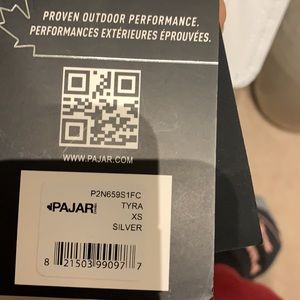 PROVEN OUTDOOR PERFORMANCE.
PERFORMANCES EXTÉRIEURES ÉPROUVÉES.
WWW.PAJAR.COM
P2N659S1FC
PAJAR
TYRA
XS
SILVER
8 21503 99097 7